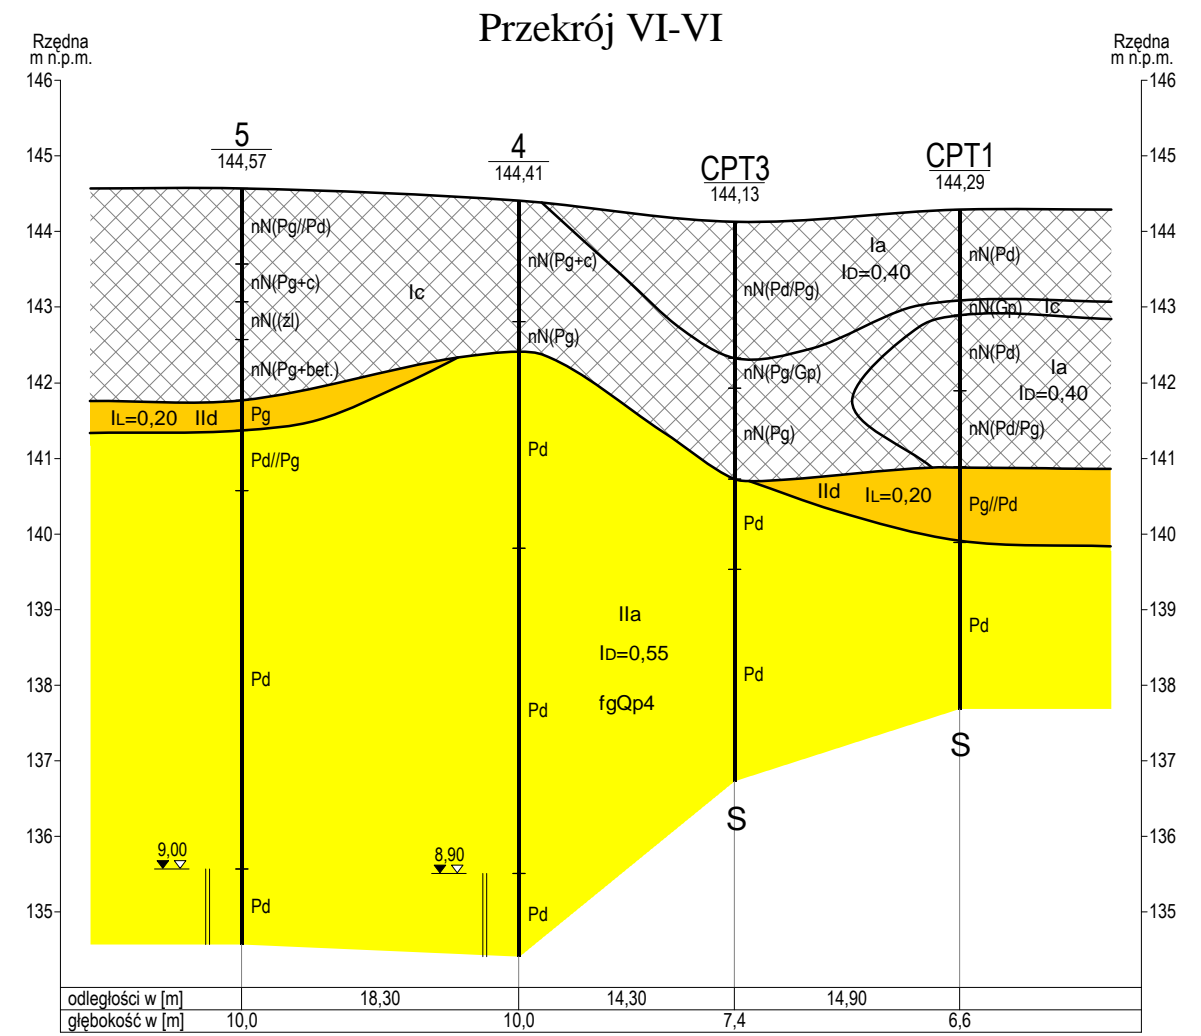 Przekrój VI-VI
Rzędna
m n.p.m.
Rzędna
m n.p.m.
146
146
5
144,57
4
144,41
CPT3
144,13
CPT1
144,29
145
145
144
144
nN(Pg//Pd)
nN(Pg+c)
nN((żl)
nN(Pg+bet.)
Ic
nN(Pg+c)
nN(Pg)
nN(Pd/Pg)
nN(Pg/Gp)
nN(Pg)
Ia
ID=0,40
nN(Pd)
nN(Gp)
Ic
nN(Pd)
Ia
ID=0,40
nN(Pd/Pg)
143
143
142
142
IL=0,20 IId
Pg
Pd//Pg
Pd
141
141
IId
IL=0,20
Pg//Pd
Pd
140
140
139
139
IIa
ID=0,55
fgQp4
Pd
Pd
Pd
Pd
138
138
137
137
S
S
136
136
9,00
8,90
Pd
Pd
135
135
odległości w [m]
18,30
14,30
14,90
głębokość w [m]
10,0
10,0
7,4
6,6